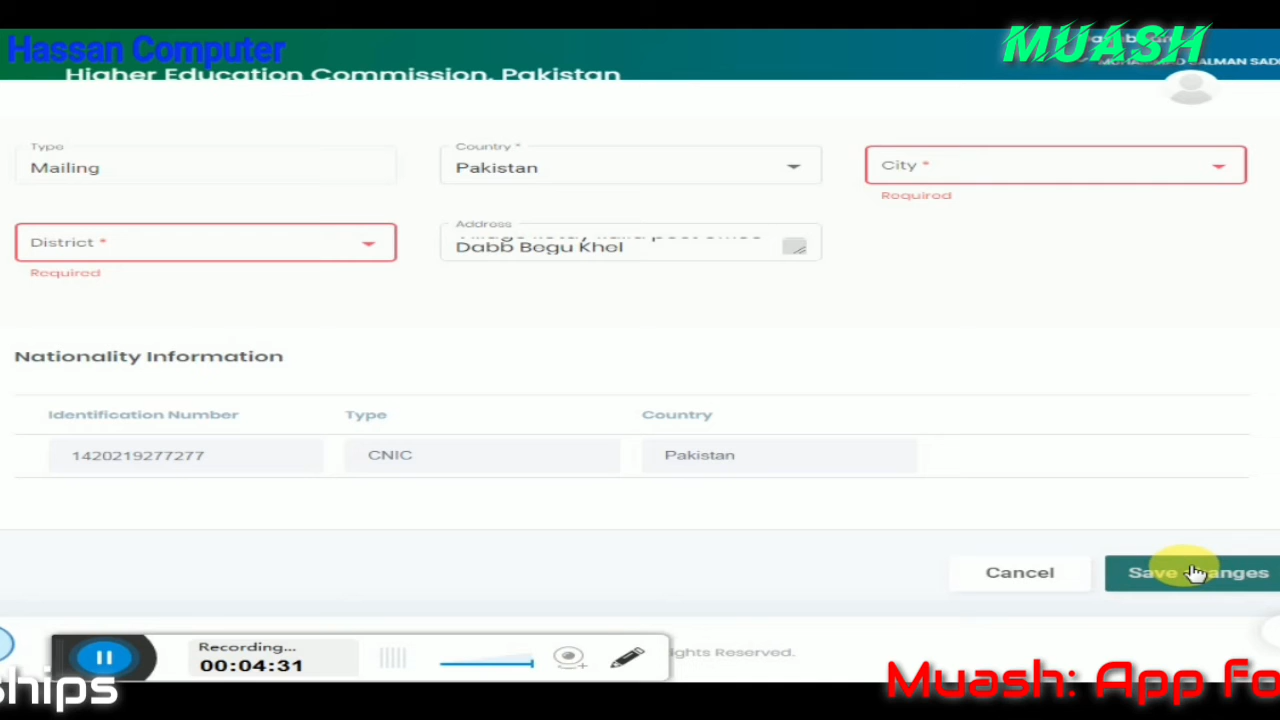 Hassan Computer
MUASH
Higher Education Commission, Pakistan
Type
Mailing
Country *
Pakistan
City *
Required
District *
Required
Address
Dabb Begu Khel
Nationality Information
Identification Number Type Country
1420219277277 CNIC Pakistan
Cancel
Save Changes
Recording...
00:04:31
ghts Reserved.
ships
Muash: App Fo